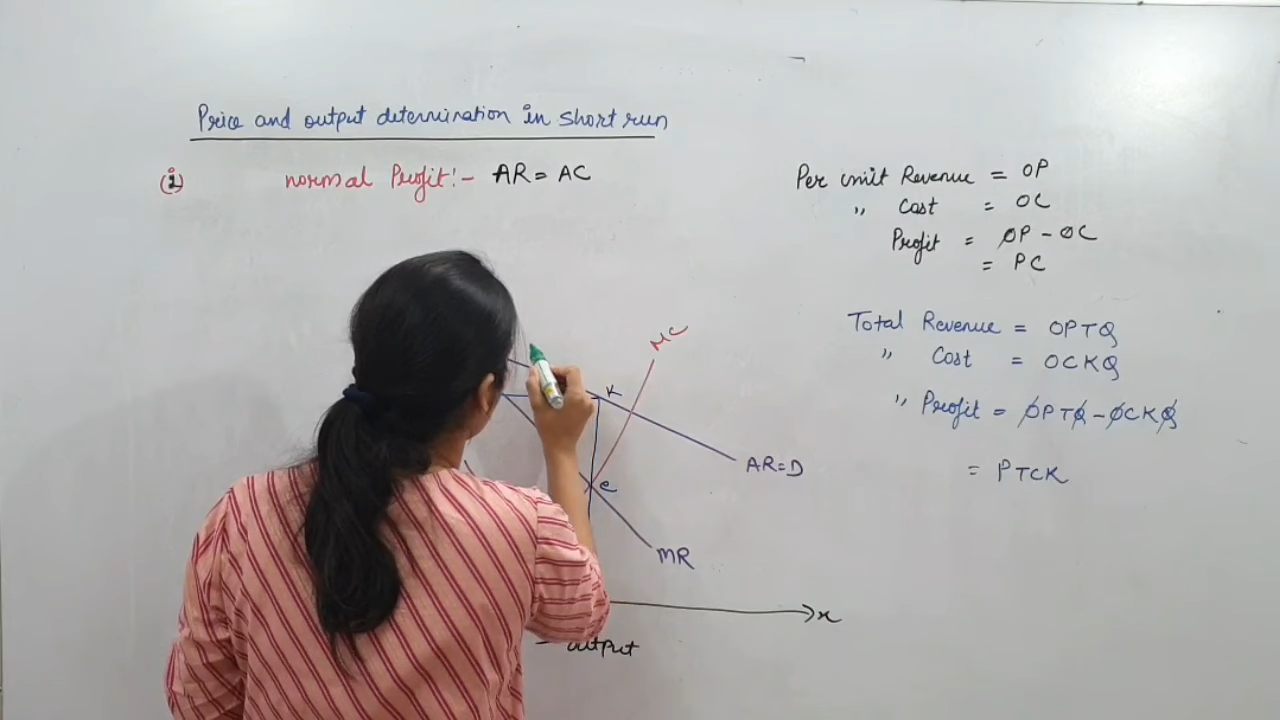 Price and output determination in short run
(i) normal Profit:- AR = AC
Per unit Revenue = OP
,, Cost = OC
Profit = OP - OC
= PC
Total Revenue = OPTQ
,, Cost = OCKQ
,, Profit = OPTQ - OCKQ
= PTCK
MC
K
AR=D
e
MR
x
output